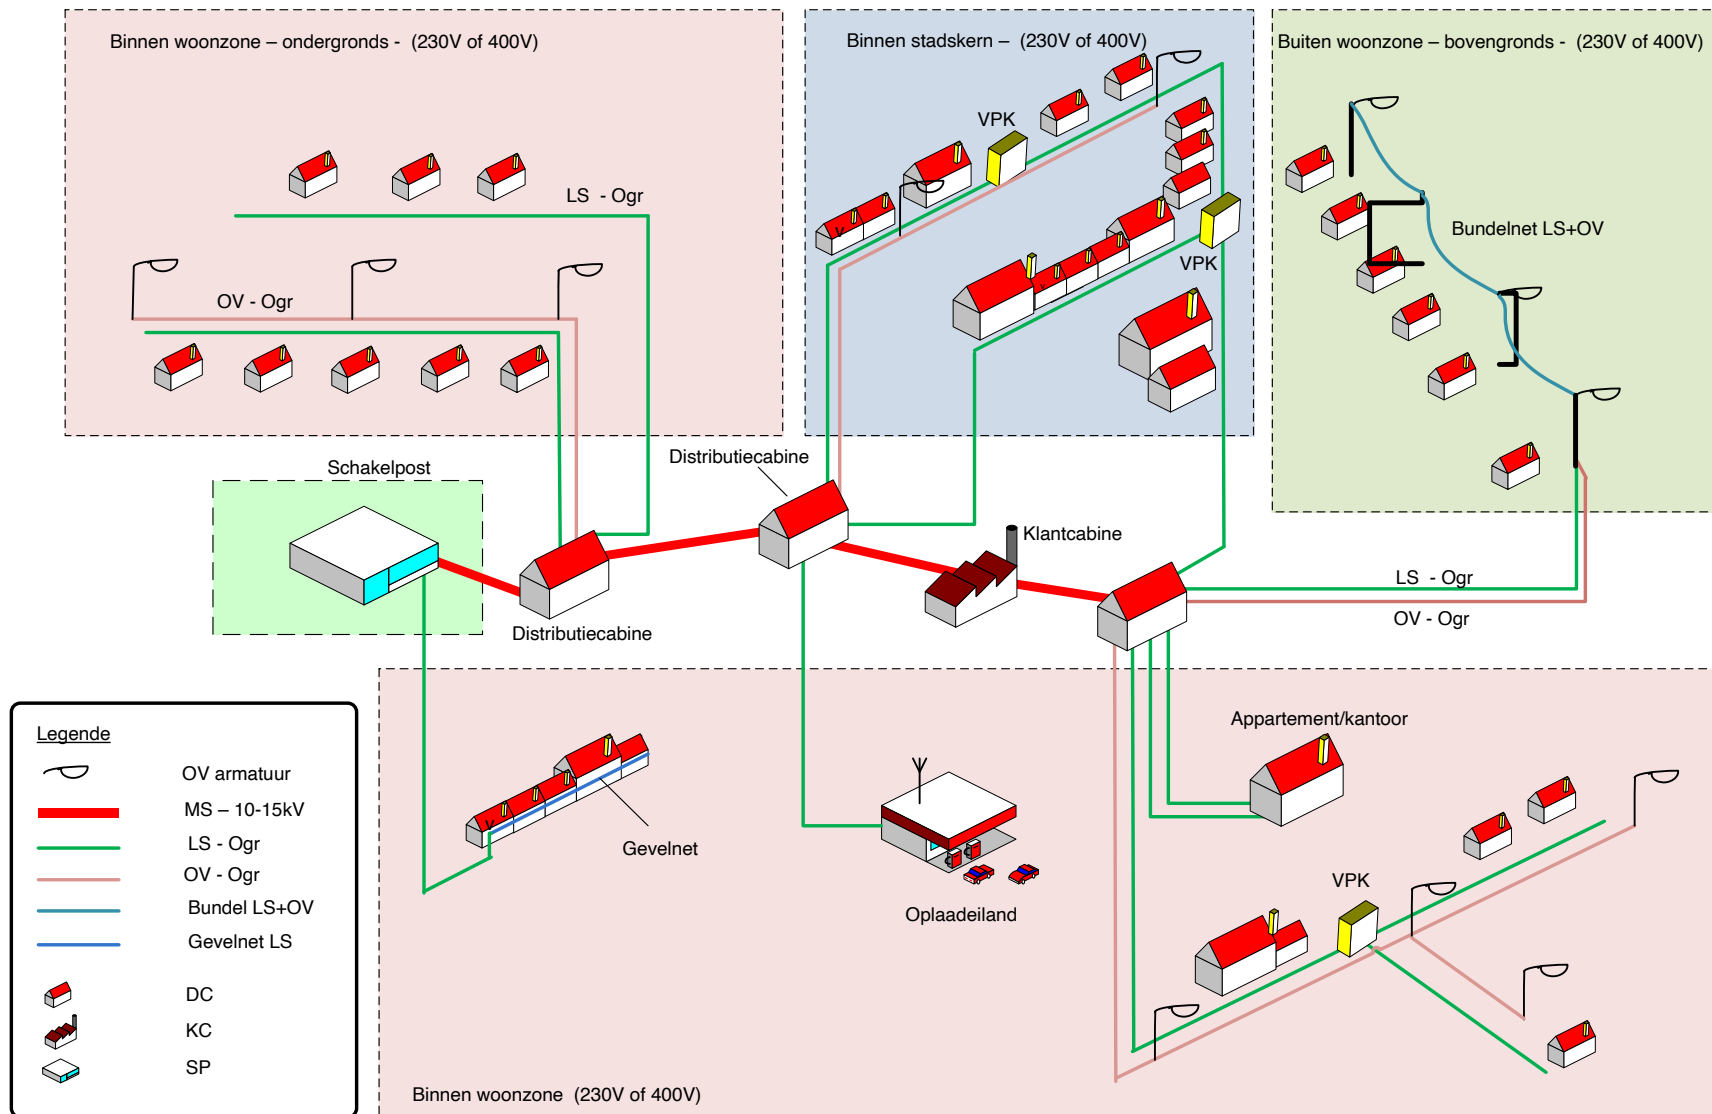 Binnen woonzone – ondergronds -  (230V of 400V)
Binnen stadskern –  (230V of 400V)
Buiten woonzone – bovengronds -  (230V of 400V)
VPK
LS  - Ogr
Bundelnet LS+OV
VPK
OV - Ogr
Distributiecabine
Schakelpost
Klantcabine
LS  - Ogr
OV - Ogr
Distributiecabine
Appartement/kantoor
Gevelnet
VPK
Oplaadeiland
Legende
OV armatuur
MS – 10-15kV
LS - Ogr
OV - Ogr
Bundel LS+OV
Gevelnet LS
DC
KC
SP
Binnen woonzone  (230V of 400V)